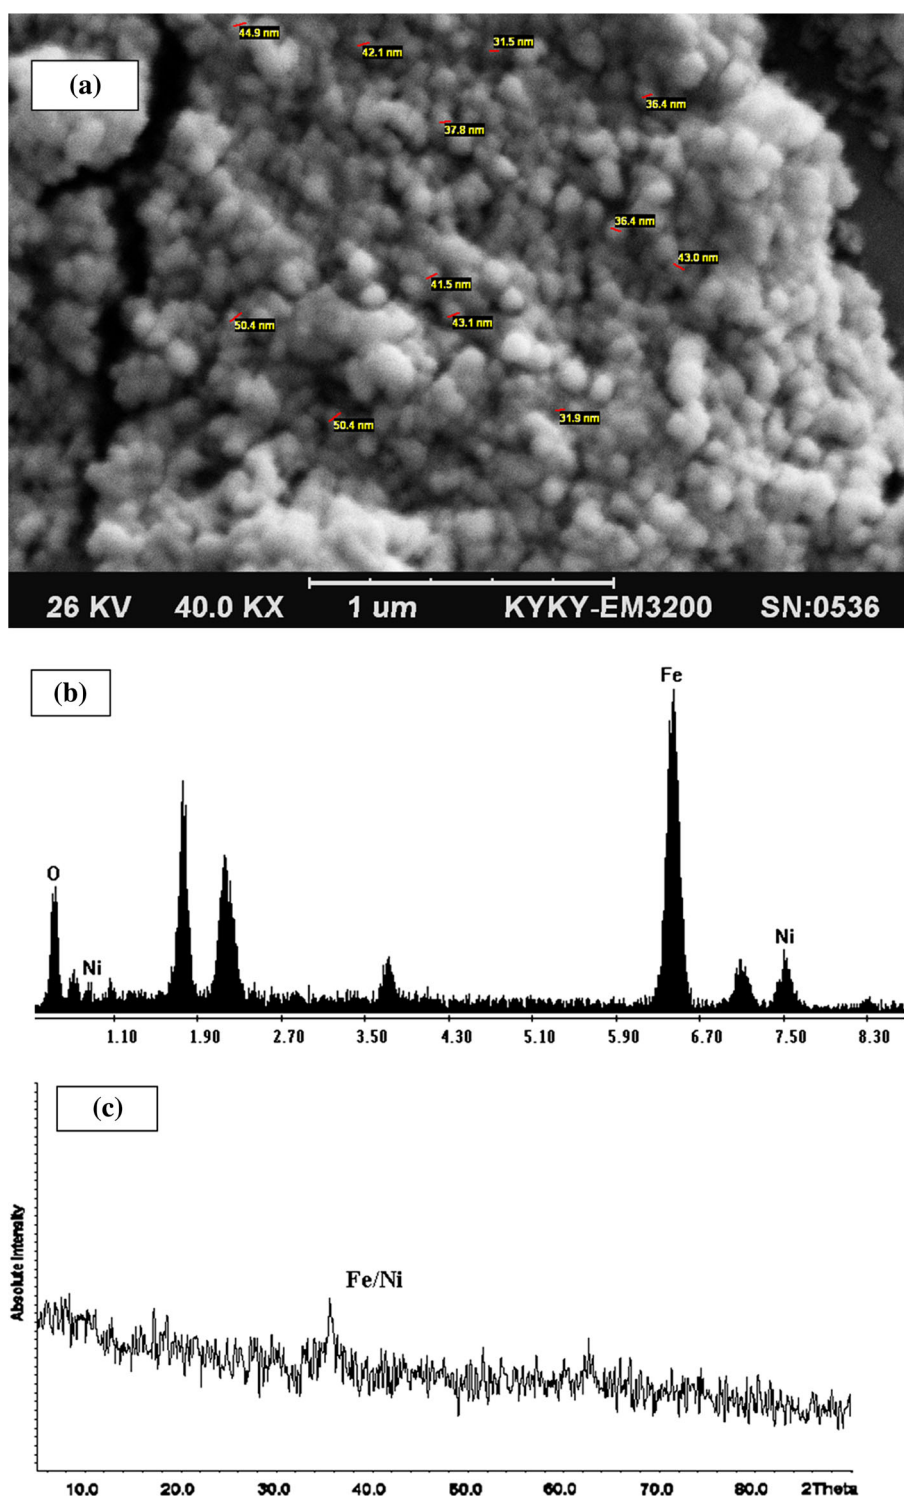 (a)
44.9 nm
42.1 nm
31.5 nm
36.4 nm
37.8 nm
36.4 nm
43.0 nm
41.5 nm
50.4 nm
43.1 nm
50.4 nm
31.9 nm
26 KV 40.0 KX 1 um KYKY-EM3200 SN:0536
(b)
Fe
O
Ni
Ni
1.10 1.90 2.70 3.50 4.30 5.10 5.90 6.70 7.50 8.30
(c)
Absolute Intensity
Fe/Ni
10.0 20.0 30.0 40.0 50.0 60.0 70.0 80.0 2Theta